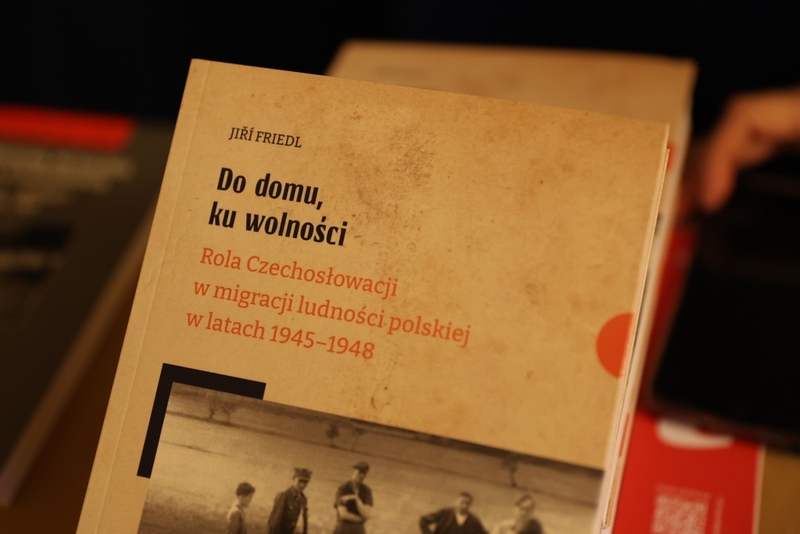 JIŘÍ FRIEDL
Do domu,
ku wolności
Rola Czechosłowacji
w migracji ludności polskiej
w latach 1945–1948